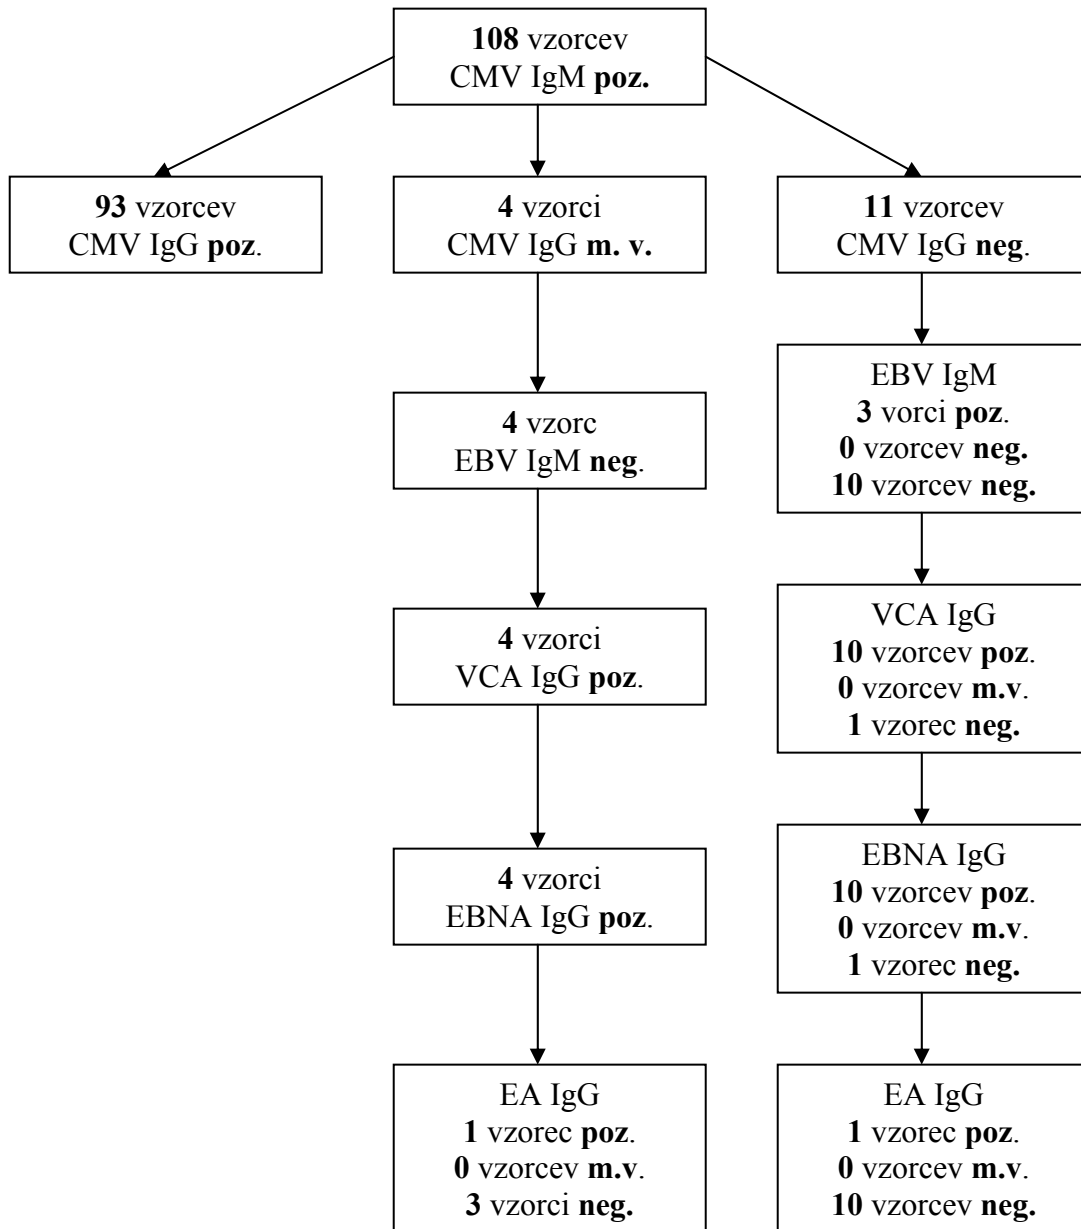 108 vzorcev
CMV IgM poz.
93 vzorcev
CMV IgG poz.
4 vzorci
CMV IgG m. v.
11 vzorcev
CMV IgG neg.
4 vzorc
EBV IgM neg.
EBV IgM
3 vorci poz.
0 vzorcev neg.
10 vzorcev neg.
4 vzorci
VCA IgG poz.
VCA IgG
10 vzorcev poz.
0 vzorcev m.v.
1 vzorec neg.
4 vzorci
EBNA IgG poz.
EBNA IgG
10 vzorcev poz.
0 vzorcev m.v.
1 vzorec neg.
EA IgG
1 vzorec poz.
0 vzorcev m.v.
3 vzorci neg.
EA IgG
1 vzorec poz.
0 vzorcev m.v.
10 vzorcev neg.